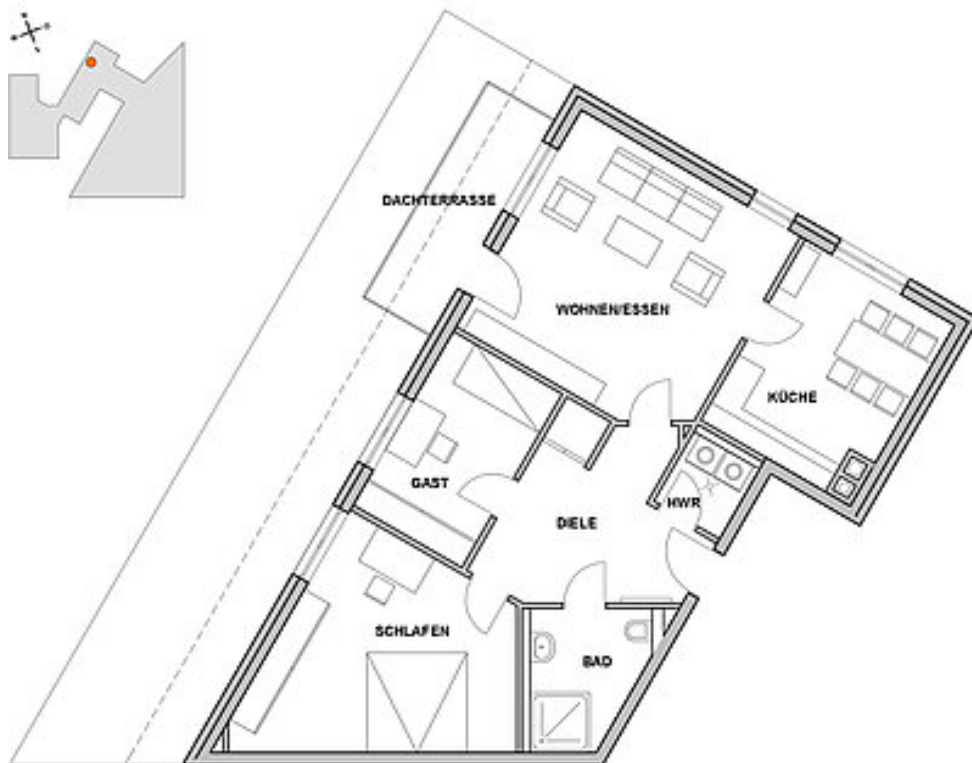 DACHTERRASSE
WOHNEN/ESSEN
KÜCHE
GAST
HWR
DIELE
SCHLAFEN
BAD